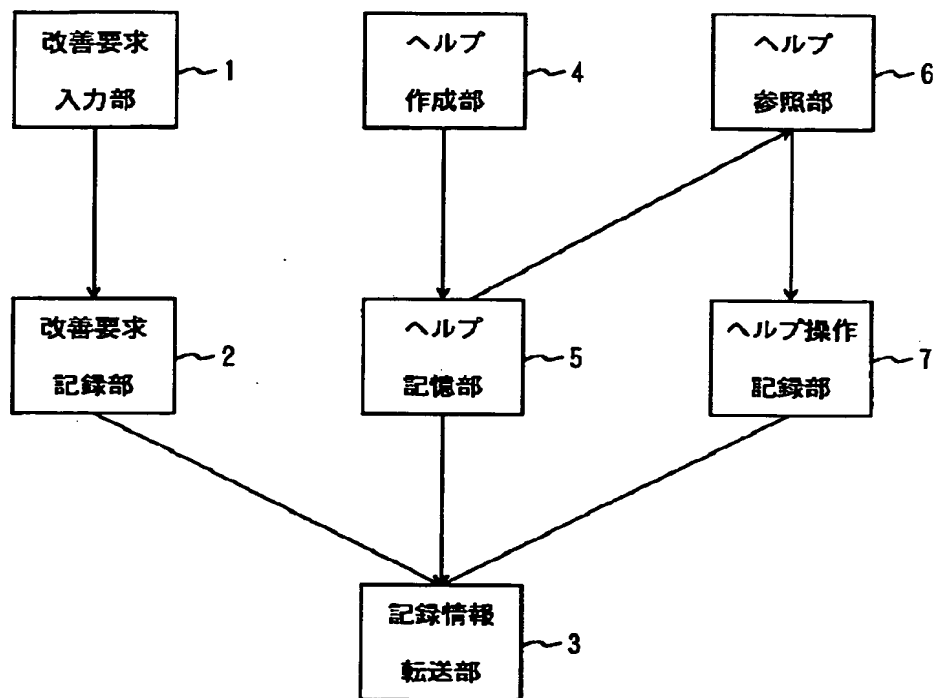 改善要求
入力部
1
ヘルプ
作成部
4
ヘルプ
参照部
6
改善要求
記録部
2
ヘルプ
記憶部
5
ヘルプ操作
記録部
7
記録情報
転送部
3